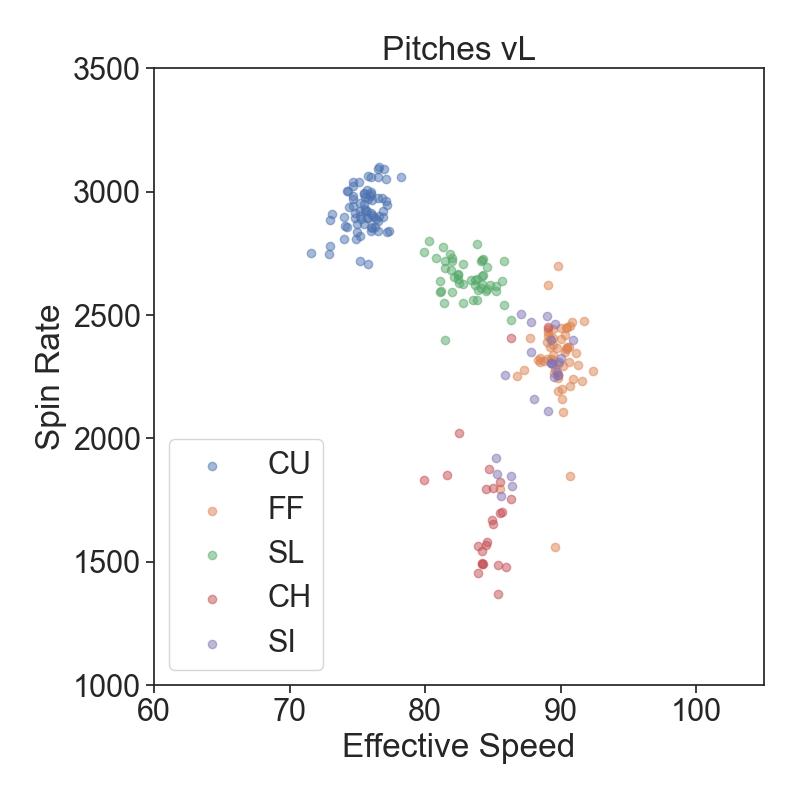 Pitches vL
3500
3000
2500
2000
1500
1000
Spin Rate
CU
FF
SL
CH
SI
60 70 80 90 100
Effective Speed